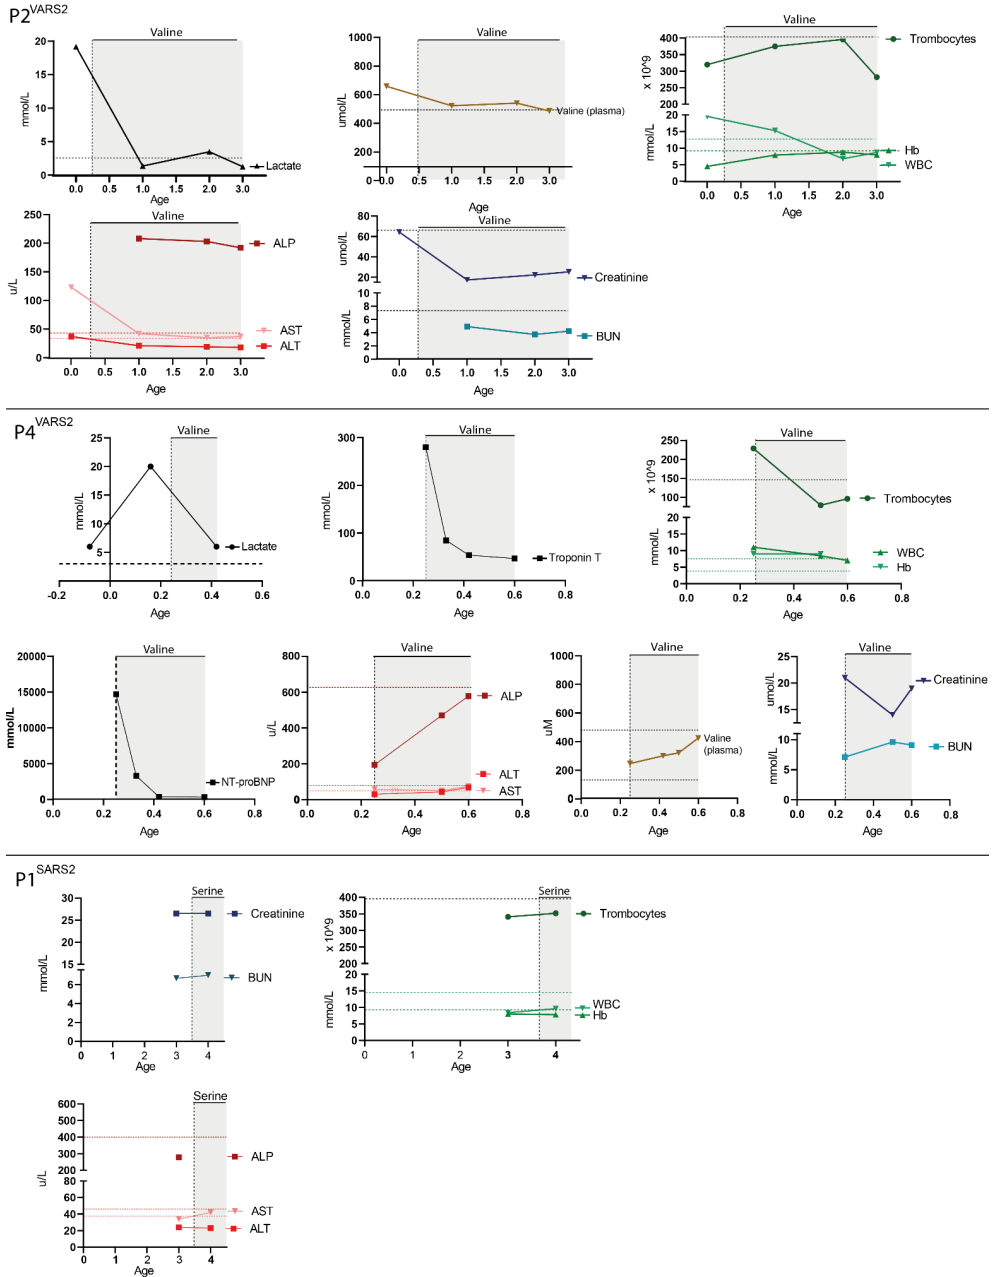 P2VARS2
Valine
20
15
10
5
0
mmol/L
Lactate
0.0 0.5 1.0 1.5 2.0 2.5 3.0
Age
Valine
1000
800
600
400
200
100
umol/L
Valine (plasma)
0.0 0.5 1.0 1.5 2.0 2.5 3.0
Age
Valine
400
300
200
x 10^9
20
15
10
5
0
mmol/L
Trombocytes
Hb
WBC
0.0 0.5 1.0 1.5 2.0 2.5 3.0
Age
Valine
250
200
150
100
50
0
u/L
ALP
AST
ALT
0.0 0.5 1.0 1.5 2.0 2.5 3.0
Age
Valine
80
60
40
20
umol/L
10
8
6
4
2
0
mmol/L
Creatinine
BUN
0.0 0.5 1.0 1.5 2.0 2.5 3.0
Age
P4VARS2
Valine
25
20
15
10
5
mmol/L
Lactate
-0.2 0.0 0.2 0.4 0.6
Age
Valine
300
200
100
0
mmol/L
Troponin T
0.0 0.2 0.4 0.6 0.8
Age
Valine
250
200
150
100
50
x 10^9
20
15
10
5
0
mmol/L
Trombocytes
WBC
Hb
0.0 0.2 0.4 0.6 0.8
Age
Valine
20000
15000
10000
5000
0
mmol/L
NT-proBNP
0.0 0.2 0.4 0.6 0.8
Age
Valine
800
600
400
200
0
u/L
ALP
ALT
AST
0.0 0.2 0.4 0.6 0.8
Age
Valine
1000
800
600
400
200
0
uM
Valine
(plasma)
0.0 0.2 0.4 0.6 0.8
Age
Valine
25
20
15
10
umol/L
10
5
0
mmol/L
Creatinine
BUN
0.0 0.2 0.4 0.6 0.8
Age
P1SARS2
Serine
30
25
20
15
6
4
2
0
mmol/L
Creatinine
BUN
0 1 2 3 4
Age
Serine
400
350
300
250
200
x 10^9
20
15
10
5
0
mmol/L
Trombocytes
WBC
Hb
0 1 2 3 4
Age
Serine
600
500
400
300
200
80
60
40
20
0
u/L
ALP
AST
ALT
0 1 2 3 4
Age